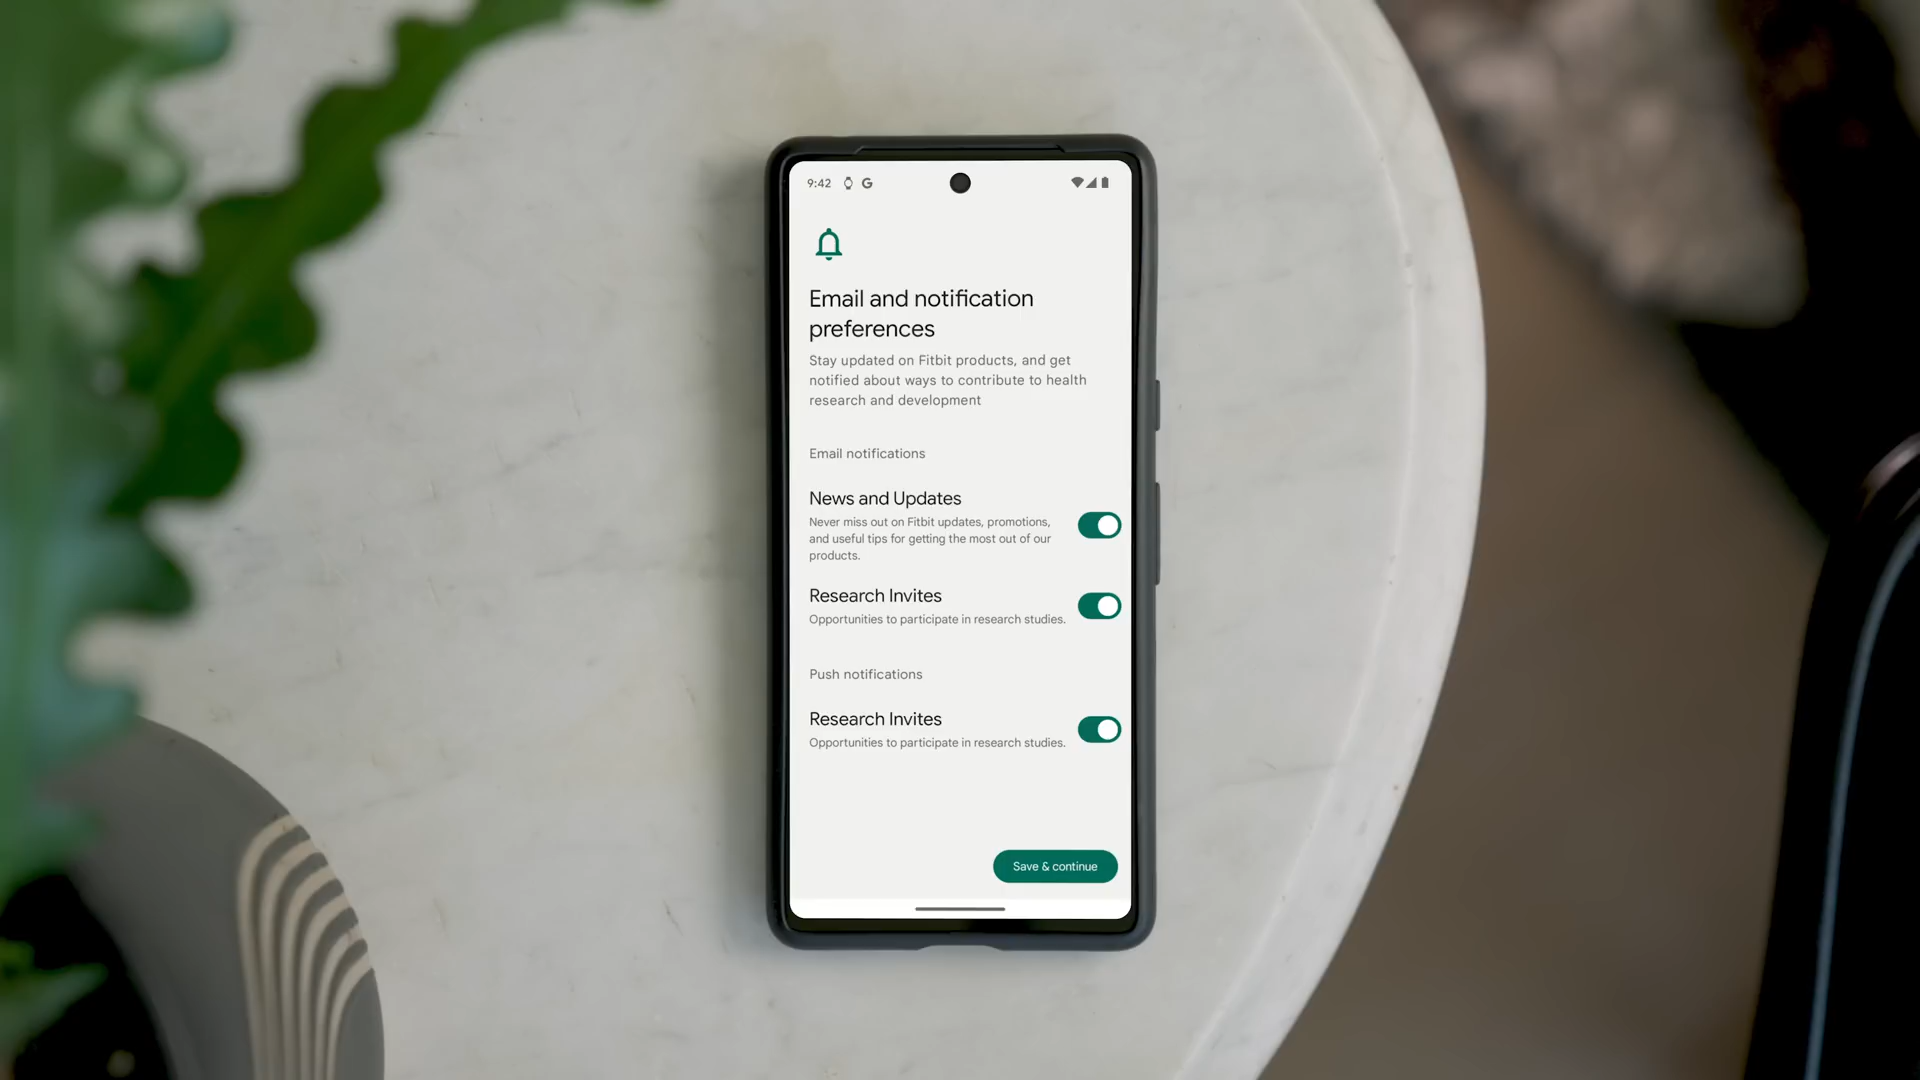 9:42
Email and notification
preferences
Stay updated on Fitbit products, and get
notified about ways to contribute to health
research and development
Email notifications
News and Updates
Never miss out on Fitbit updates, promotions,
and useful tips for getting the most out of our
products.
Research Invites
Opportunities to participate in research studies.
Push notifications
Research Invites
Opportunities to participate in research studies.
Save & continue